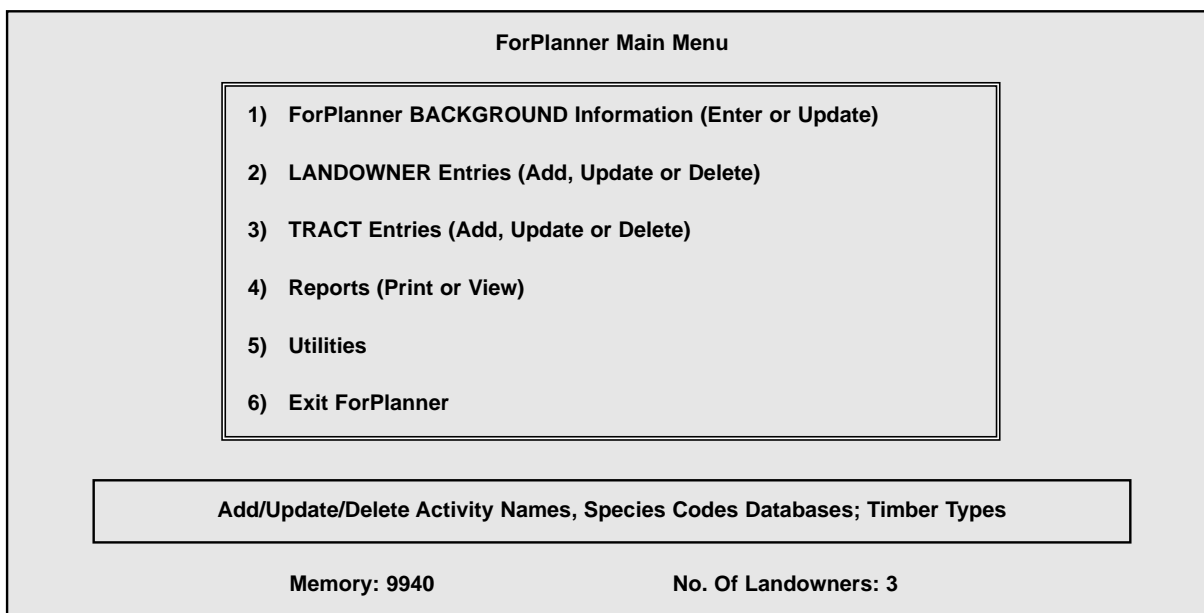 ForPlanner Main Menu
1) ForPlanner BACKGROUND Information (Enter or Update)
2) LANDOWNER Entries (Add, Update or Delete)
3) TRACT Entries (Add, Update or Delete)
4) Reports (Print or View)
5) Utilities
6) Exit ForPlanner
Add/Update/Delete Activity Names, Species Codes Databases; Timber Types
Memory: 9940 No. Of Landowners: 3